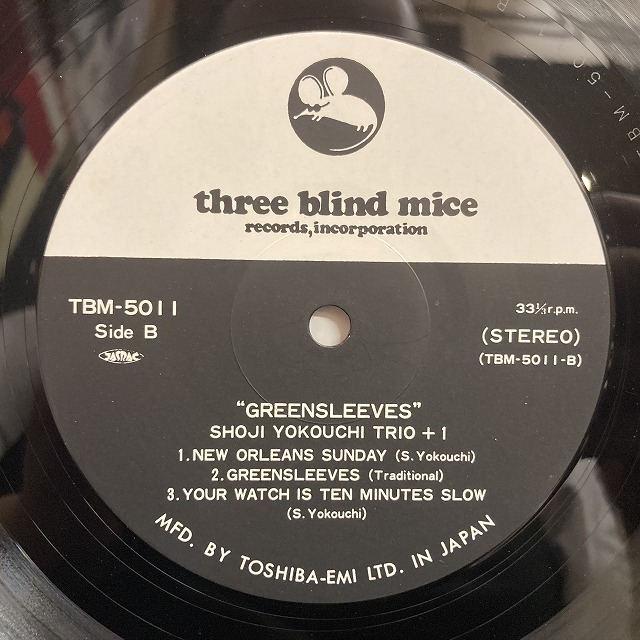 three blind mice
records, incorporation
TBM-5011
33⅓ r.p.m.
Side B
(STEREO)
JASRAC
(TBM-5011-B)
"GREENSLEEVES"
SHOJI YOKOUCHI TRIO + 1
1. NEW ORLEANS SUNDAY (S. Yokouchi)
2. GREENSLEEVES (Traditional)
3. YOUR WATCH IS TEN MINUTES SLOW
(S. Yokouchi)
MFD. BY TOSHIBA-EMI LTD. IN JAPAN